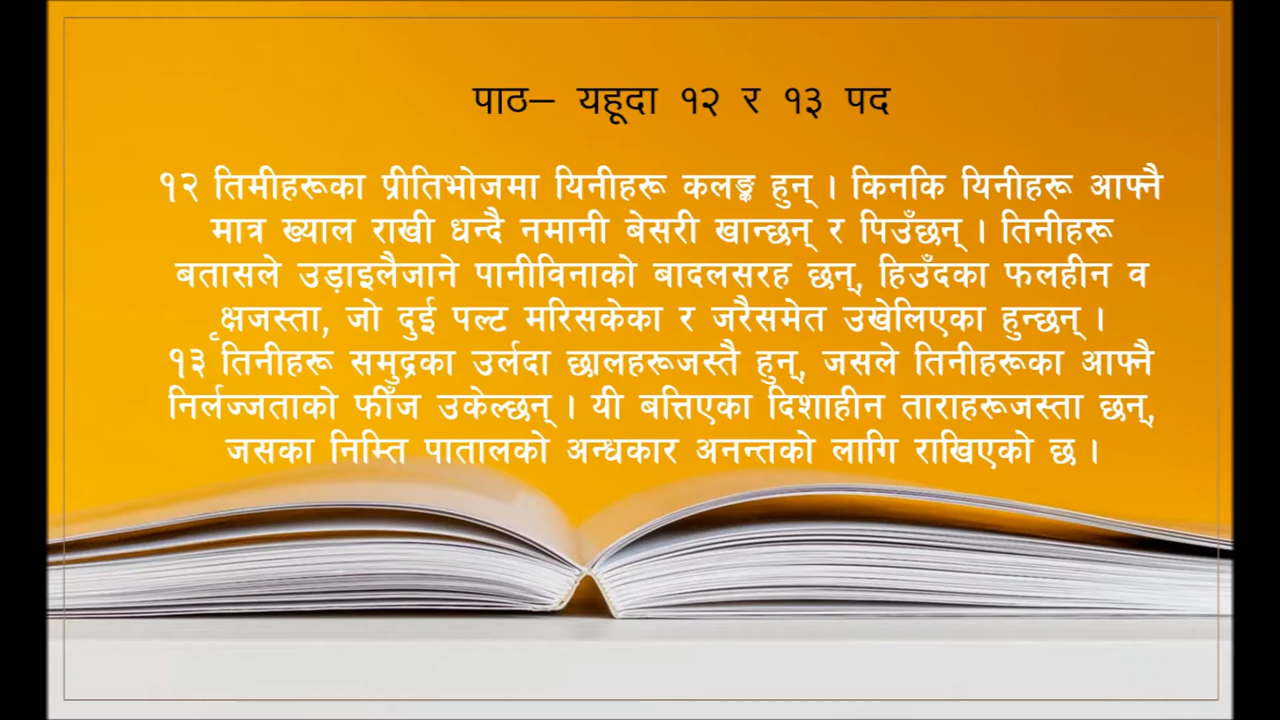 पाठ– यहूदा १२ र १३ पद
१२ तिमीहरूका प्रीतिभोजमा यिनीहरू कलङ्क हुन् । किनकि यिनीहरू आफ्नै
मात्र ख्याल राखी धन्दै नमानी बेसरी खान्छन् र पिउँछन् । तिनीहरू
बतासले उड़ाइलैजाने पानीविनाको बादलसरह छन्, हिउँदका फलहीन व
ृक्षजस्ता, जो दुई पल्ट मरिसकेका र जरैसमेत उखेलिएका हुन्छन् ।
१३ तिनीहरू समुद्रका उर्लदा छालहरूजस्तै हुन्, जसले तिनीहरूका आफ्नै
निर्लज्जताको फीँज उकेल्छन् । यी बत्तिएका दिशाहीन ताराहरूजस्ता छन्,
जसका निम्ति पातालको अन्धकार अनन्तको लागि राखिएको छ ।